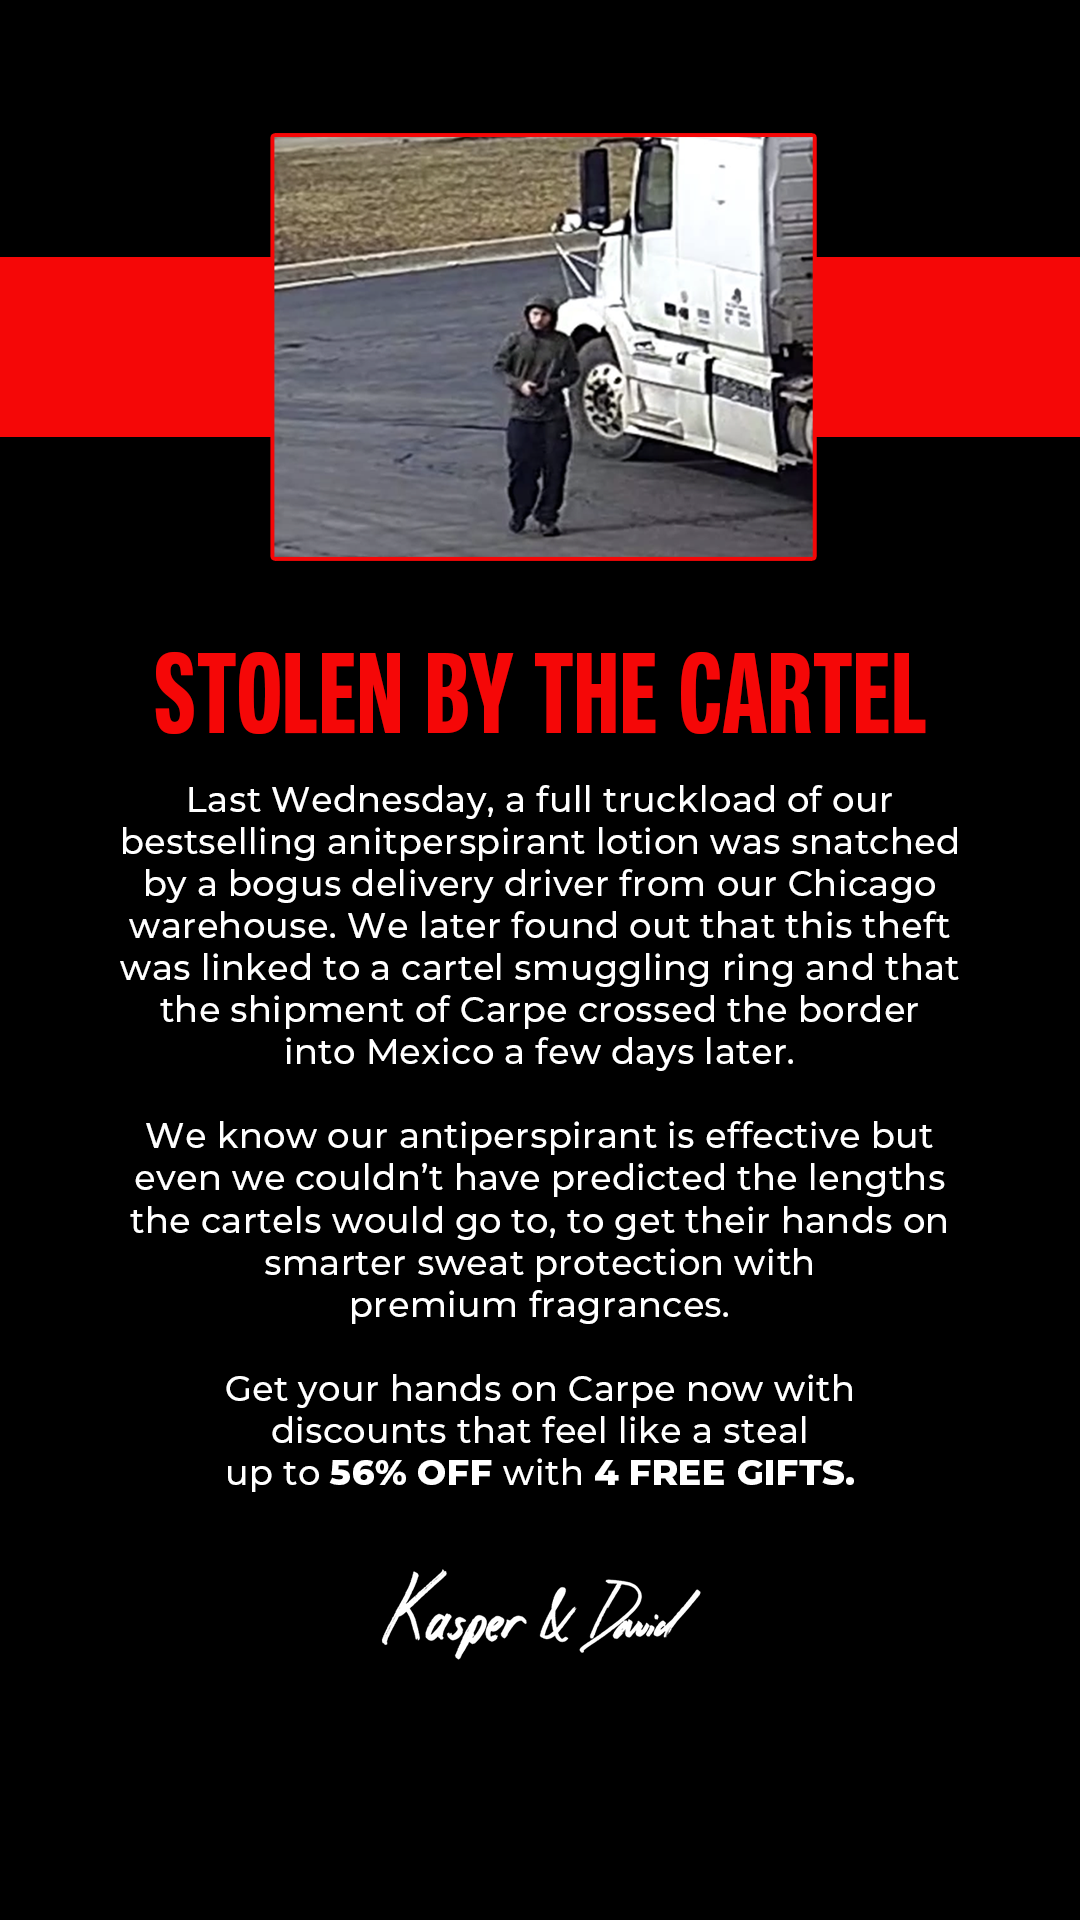 STOLEN BY THE CARTEL
Last Wednesday, a full truckload of our
bestselling anitperspirant lotion was snatched
by a bogus delivery driver from our Chicago
warehouse. We later found out that this theft
was linked to a cartel smuggling ring and that
the shipment of Carpe crossed the border
into Mexico a few days later.
We know our antiperspirant is effective but
even we couldn’t have predicted the lengths
the cartels would go to, to get their hands on
smarter sweat protection with
premium fragrances.
Get your hands on Carpe now with
discounts that feel like a steal
up to 56% OFF with 4 FREE GIFTS.
Kasper & David